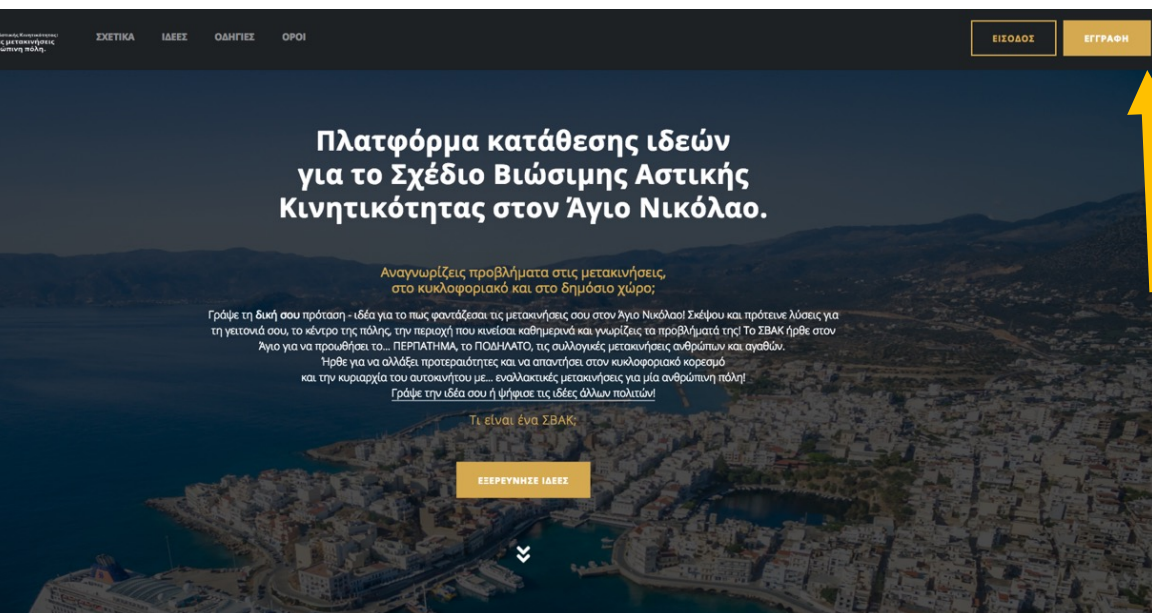 ς μετακινήσεις
ώπινη πόλη.
ΣΧΕΤΙΚΑ ΙΔΕΕΣ ΟΔΗΓΙΕΣ ΟΡΟΙ
ΕΙΣΟΔΟΣ ΕΓΓΡΑΦΗ
Πλατφόρμα κατάθεσης ιδεών
για το Σχέδιο Βιώσιμης Αστικής
Κινητικότητας στον Άγιο Νικόλαο.
Αναγνωρίζεις προβλήματα στις μετακινήσεις,
στο κυκλοφοριακό και στο δημόσιο χώρο;
Γράψε τη δική σου πρόταση - ιδέα για το πως φαντάζεσαι τις μετακινήσεις σου στον Άγιο Νικόλαο! Σκέψου και πρότεινε λύσεις για
τη γειτονιά σου, το κέντρο της πόλης, την περιοχή που κινείσαι καθημερινά και γνωρίζεις τα προβλήματά της! Το ΣΒΑΚ ήρθε στον
Άγιο για να προωθήσει το... ΠΕΡΠΑΤΗΜΑ, το ΠΟΔΗΛΑΤΟ, τις συλλογικές μετακινήσεις ανθρώπων και αγαθών.
Ήρθε για να αλλάξει προτεραιότητες και να απαντήσει στον κυκλοφοριακό κορεσμό
και την κυριαρχία του αυτοκινήτου με... εναλλακτικές μετακινήσεις για μία ανθρώπινη πόλη!
Γράψε την ιδέα σου ή ψήφισε τις ιδέες άλλων πολιτών!
Τι είναι ένα ΣΒΑΚ;
ΕΞΕΡΕΥΝΗΣΕ ΙΔΕΕΣ